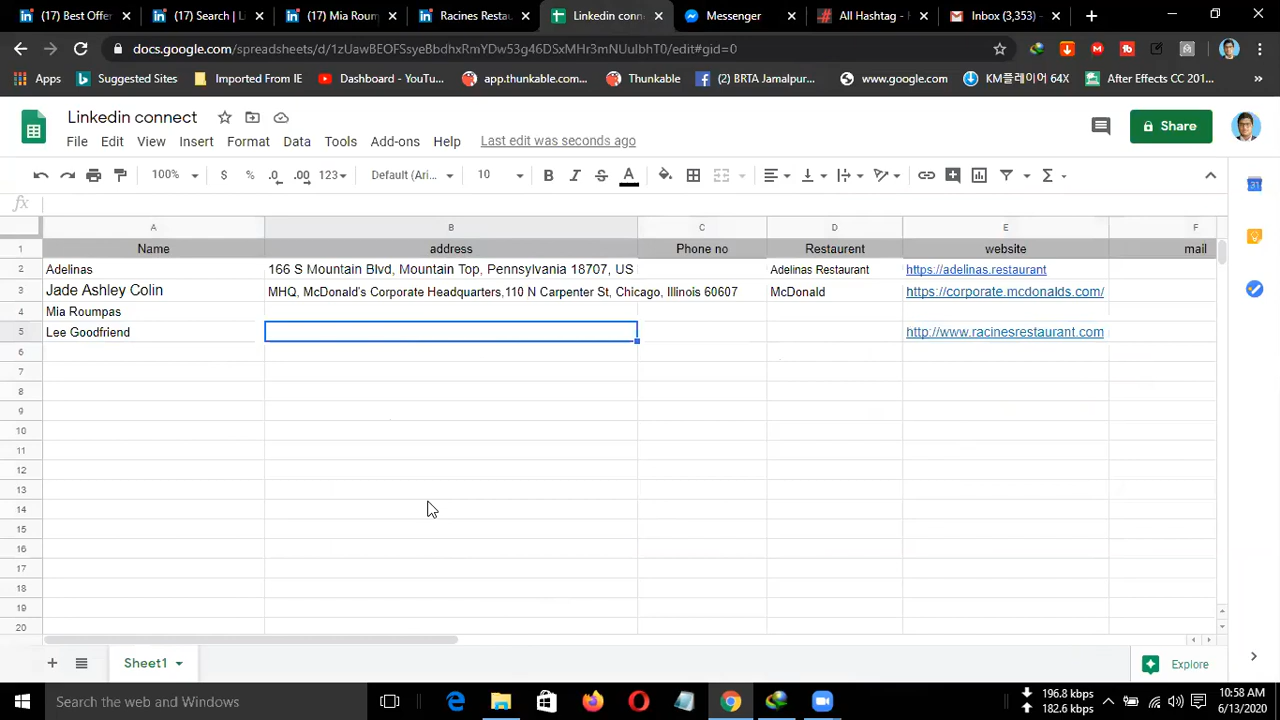 (17) Best Offer
(17) Search | Li
(17) Mia Roum
Racines Restau
Linkedin conn
Messenger
All Hashtag - H
Inbox (3,353) -
docs.google.com/spreadsheets/d/1zUawBEOFSsyeBbdhxRmYDw53g46DSxMHr3mNUuIbhT0/edit#gid=0
Apps
Suggested Sites
Imported From IE
Dashboard - YouTu...
app.thunkable.com...
Thunkable
(2) BRTA Jamalpur...
www.google.com
KM플레이어 64X
After Effects CC 201...
Linkedin connect
Share
File Edit View Insert Format Data Tools Add-ons Help Last edit was seconds ago
100% $ % .0 .00 123 Default (Ari... 10 B I S A Σ
fx
A B C D E F
1 Name address Phone no Restaurent website mail
2 Adelinas 166 S Mountain Blvd, Mountain Top, Pennsylvania 18707, US Adelinas Restaurant https://adelinas.restaurant
3 Jade Ashley Colin MHQ, McDonald's Corporate Headquarters,110 N Carpenter St, Chicago, Illinois 60607 McDonald https://corporate.mcdonalds.com/
4 Mia Roumpas
5 Lee Goodfriend http://www.racinesrestaurant.com
6
7
8
9
10
11
12
13
14
15
16
17
18
19
20
Sheet1
Explore
Search the web and Windows
196.8 kbps
182.6 kbps
10:58 AM
6/13/2020